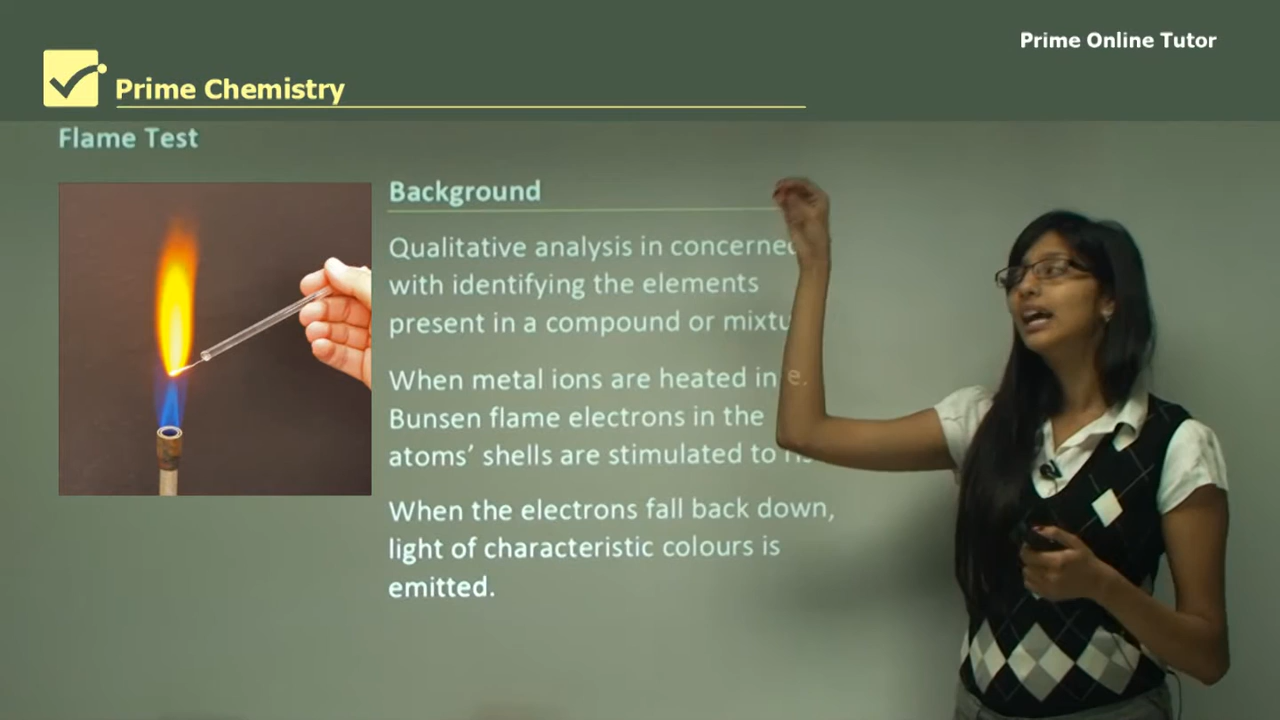 Prime Online Tutor
Prime Chemistry
Flame Test
Background
Qualitative analysis in concerned
with identifying the elements
present in a compound or
When metal ions are heated in e.
Bunsen flame electrons in the
atoms’ shells are stimulated to
When the electrons fall back down,
light of characteristic colours is
emitted.